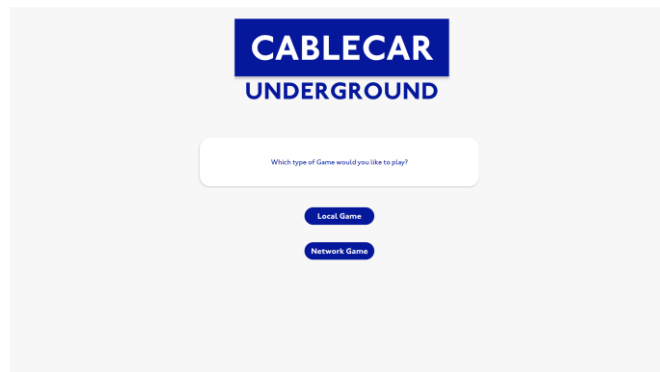 CABLECAR
UNDERGROUND
Which type of Game would you like to play?
Local Game
Network Game